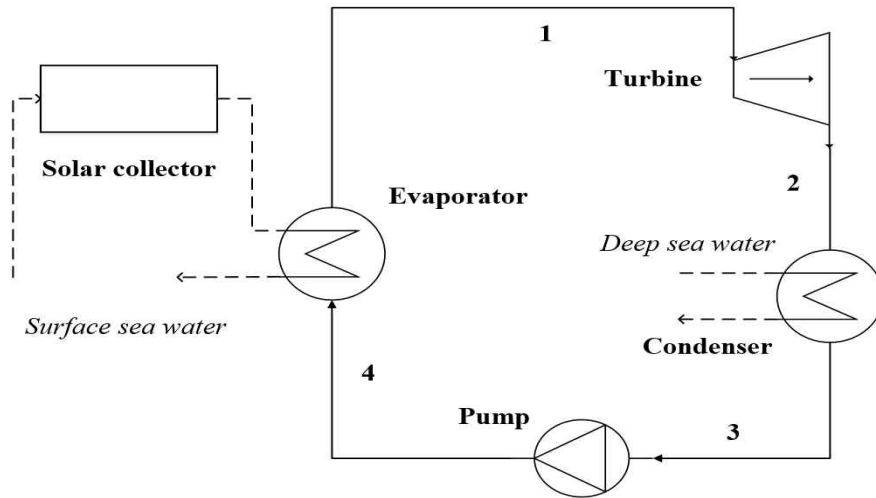 1
Turbine
Solar collector
2
Evaporator
Deep sea water
Surface sea water
Condenser
4
Pump
3